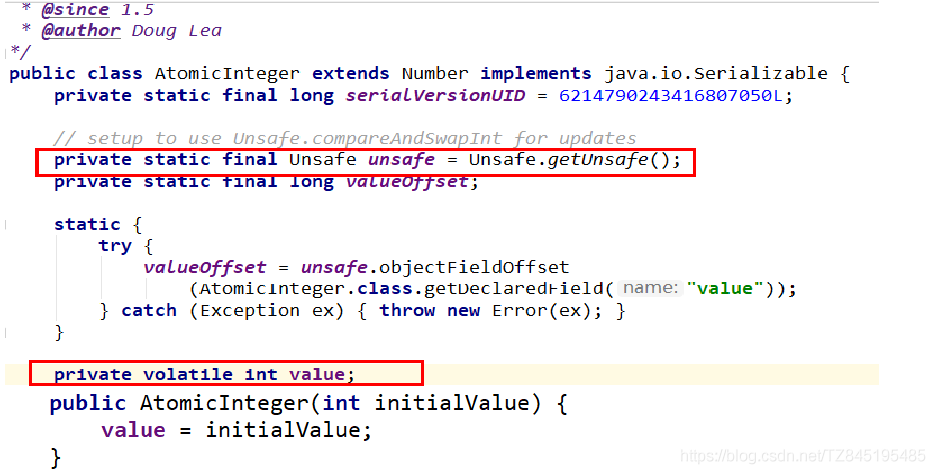 * @since 1.5
* @author Doug Lea
*/
public class AtomicInteger extends Number implements java.io.Serializable {
private static final long serialVersionUID = 6214790243416807050L;
// setup to use Unsafe.compareAndSwapInt for updates
private static final Unsafe unsafe = Unsafe.getUnsafe();
private static final long valueOffset;
static {
try {
valueOffset = unsafe.objectFieldOffset
(AtomicInteger.class.getDeclaredField( name: "value"));
} catch (Exception ex) { throw new Error(ex); }
}
private volatile int value;
public AtomicInteger(int initialValue) {
value = initialValue;
}
https://blog.csdn.net/TZ845195485